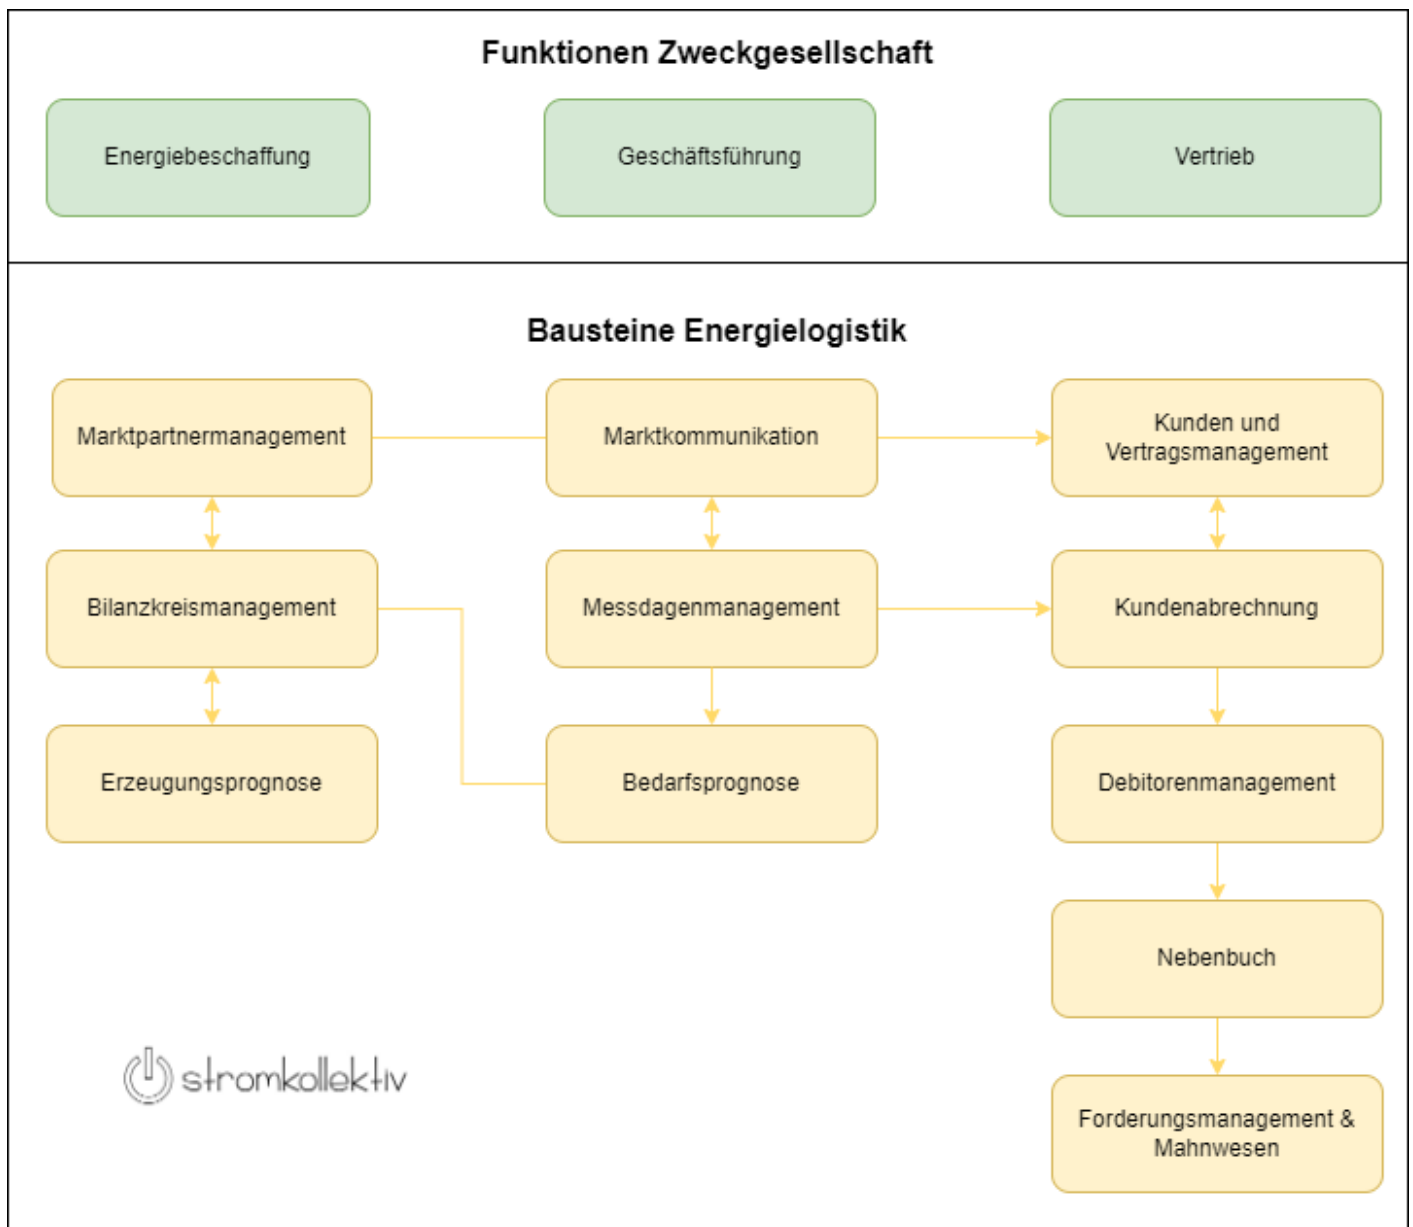 Funktionen Zweckgesellschaft
Energiebeschaffung
Geschäftsführung
Vertrieb
Bausteine Energielogistik
Marktpartnermanagement
Marktkommunikation
Kunden und
Vertragsmanagement
Bilanzkreismanagement
Messdagenmanagement
Kundenabrechnung
Erzeugungsprognose
Bedarfsprognose
Debitorenmanagement
Nebenbuch
stromkollektiv
Forderungsmanagement &
Mahnwesen